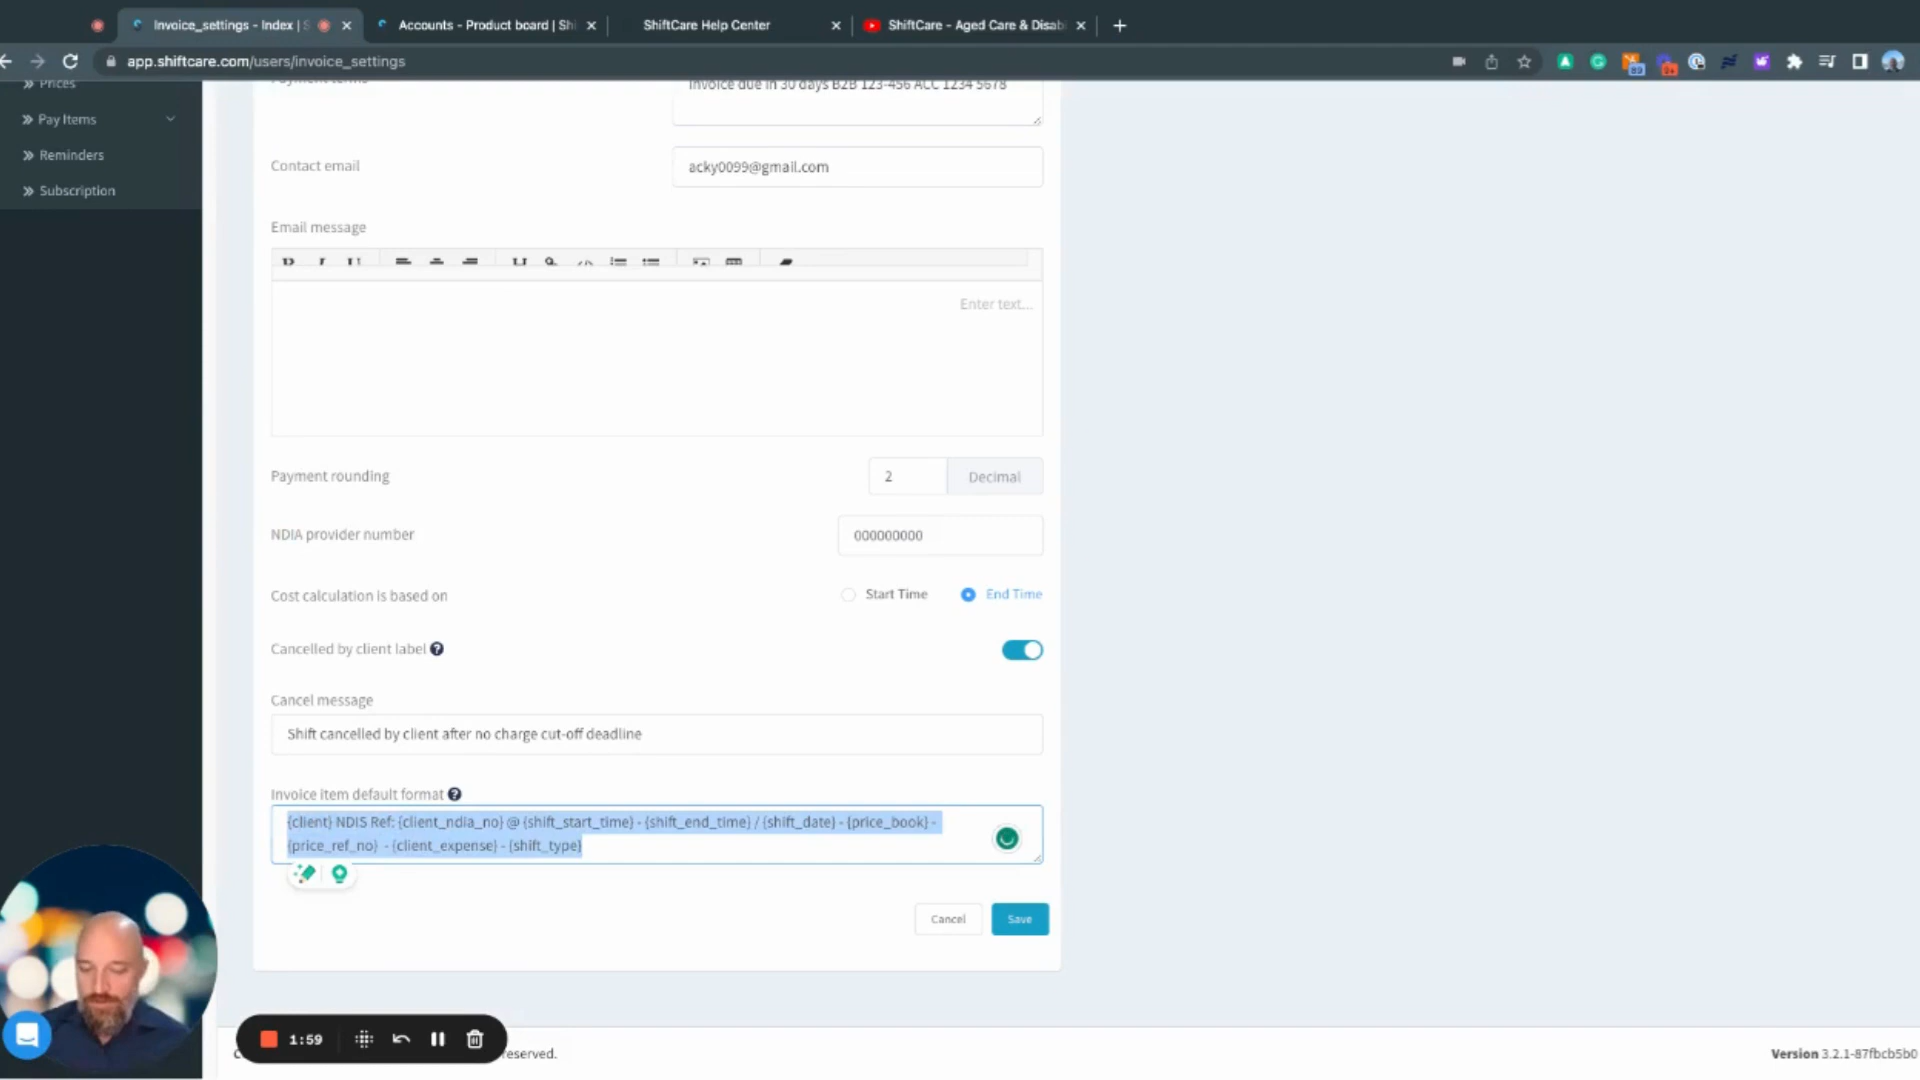 Invoice_settings - Index | S
Accounts - Product board | Shi
ShiftCare Help Center
ShiftCare - Aged Care & Disab
app.shiftcare.com/users/invoice_settings
Prices
Pay Items
Reminders
Subscription
Payment terms
Invoice due in 30 days B2B 123-456 ACC 1234 5678
Contact email
acky0099@gmail.com
Email message
Enter text...
Payment rounding
2
Decimal
NDIA provider number
000000000
Cost calculation is based on
Start Time
End Time
Cancelled by client label
Cancel message
Shift cancelled by client after no charge cut-off deadline
Invoice item default format
{client} NDIS Ref: {client_ndia_no} @ {shift_start_time} - {shift_end_time} / {shift_date} - {price_book} -
{price_ref_no} - {client_expense} - {shift_type}
Cancel
Save
1:59
reserved.
Version 3.2.1-87fbcb5b0